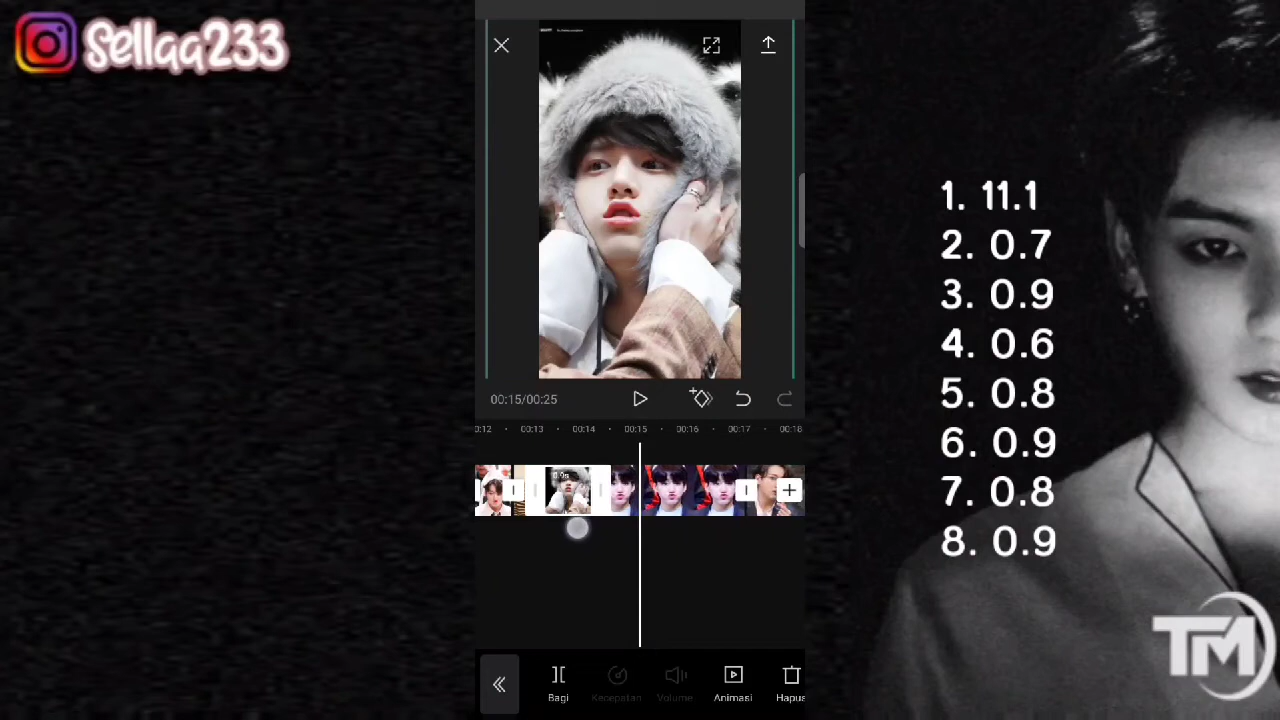 Sellaa233
1. 11.1
2. 0.7
3. 0.9
4. 0.6
5. 0.8
6. 0.9
7. 0.8
8. 0.9
00:15/00:25
0:12 00:13 00:14 00:15 00:16 00:17 00:18
0.9s
Bagi Kecepatan Volume Animasi Hapus
TM